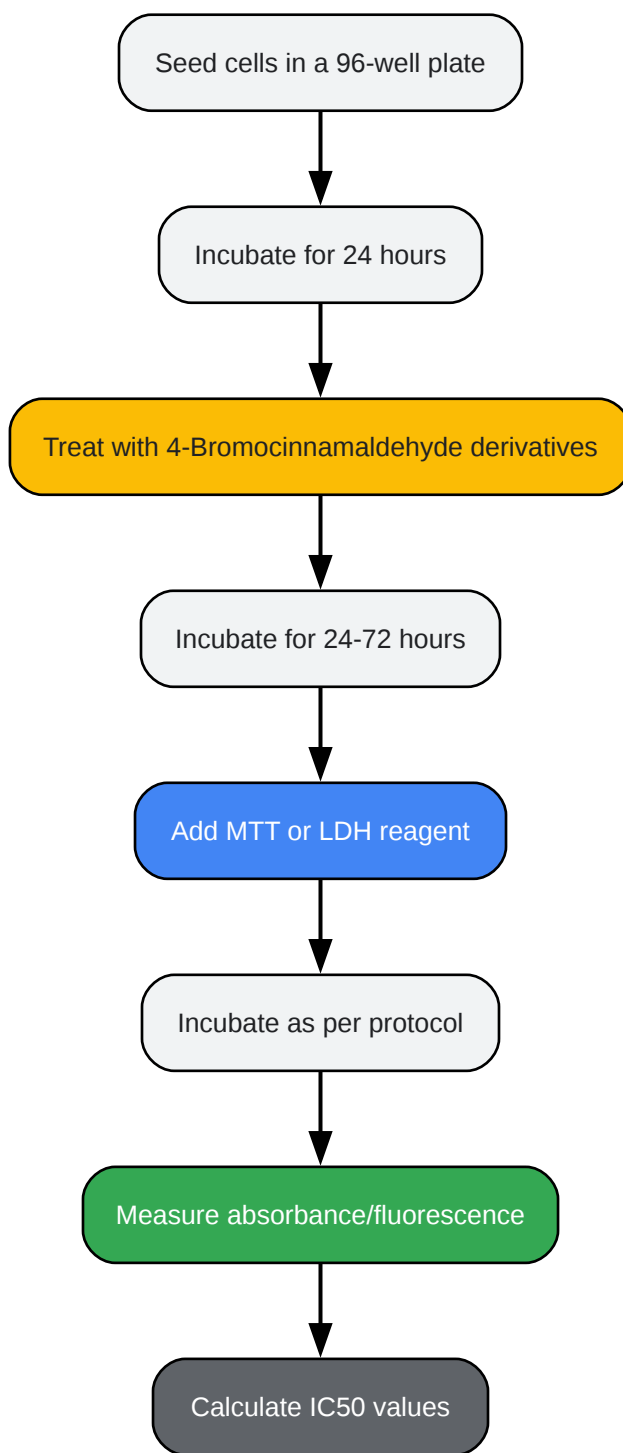 Seed cells in a 96-well plate
Incubate for 24 hours
Treat with 4-Bromocinnamaldehyde derivatives
Incubate for 24-72 hours
Add MTT or LDH reagent
Incubate as per protocol
Measure absorbance/fluorescence
Calculate IC50 values